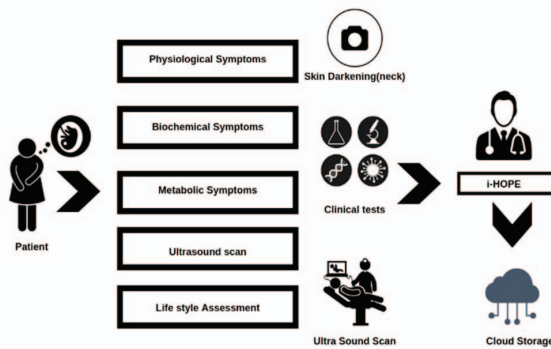 Physiological Symptoms
Skin Darkening(neck)
Biochemical Symptoms
Metabolic Symptoms
Clinical tests
i-HOPE
Patient
Ultrasound scan
Life style Assessment
Ultra Sound Scan
Cloud Storage